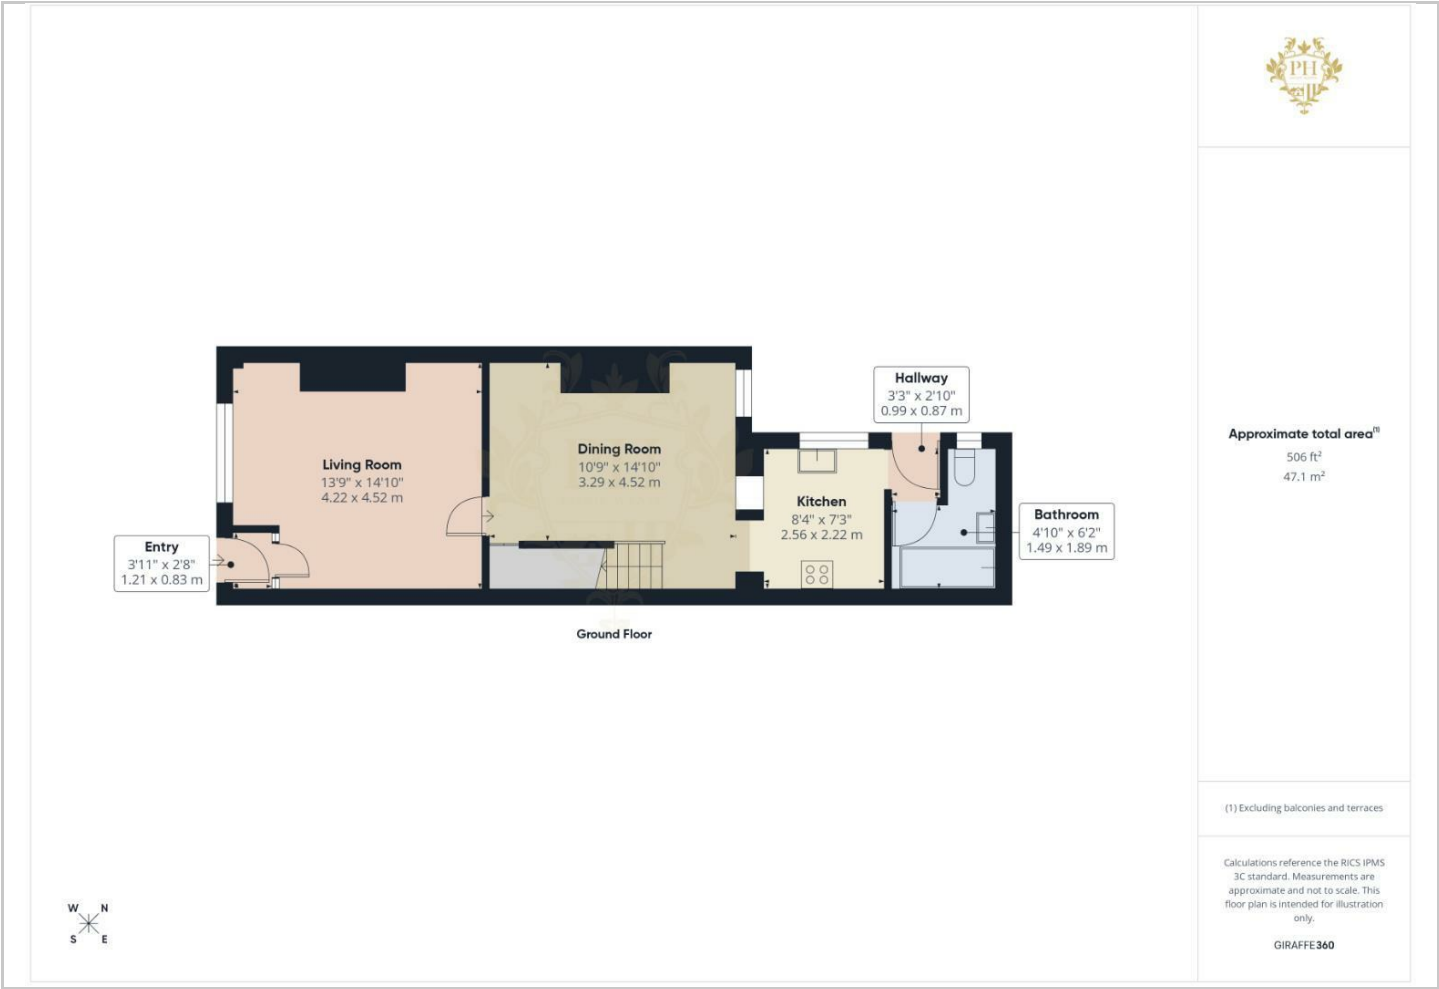 PH
Living Room
13'9" x 14'10"
4.22 x 4.52 m
Dining Room
10'9" x 14'10"
3.29 x 4.52 m
Kitchen
8'4" x 7'3"
2.56 x 2.22 m
Hallway
3'3" x 2'10"
0.99 x 0.87 m
Bathroom
4'10" x 6'2"
1.49 x 1.89 m
Entry
3'11" x 2'8"
1.21 x 0.83 m
Ground Floor
W N
S E
Approximate total area(1)
506 ft²
47.1 m²
(1) Excluding balconies and terraces
Calculations reference the RICS IPMS
3C standard. Measurements are
approximate and not to scale. This
floor plan is intended for illustration
only.
GIRAFFE360